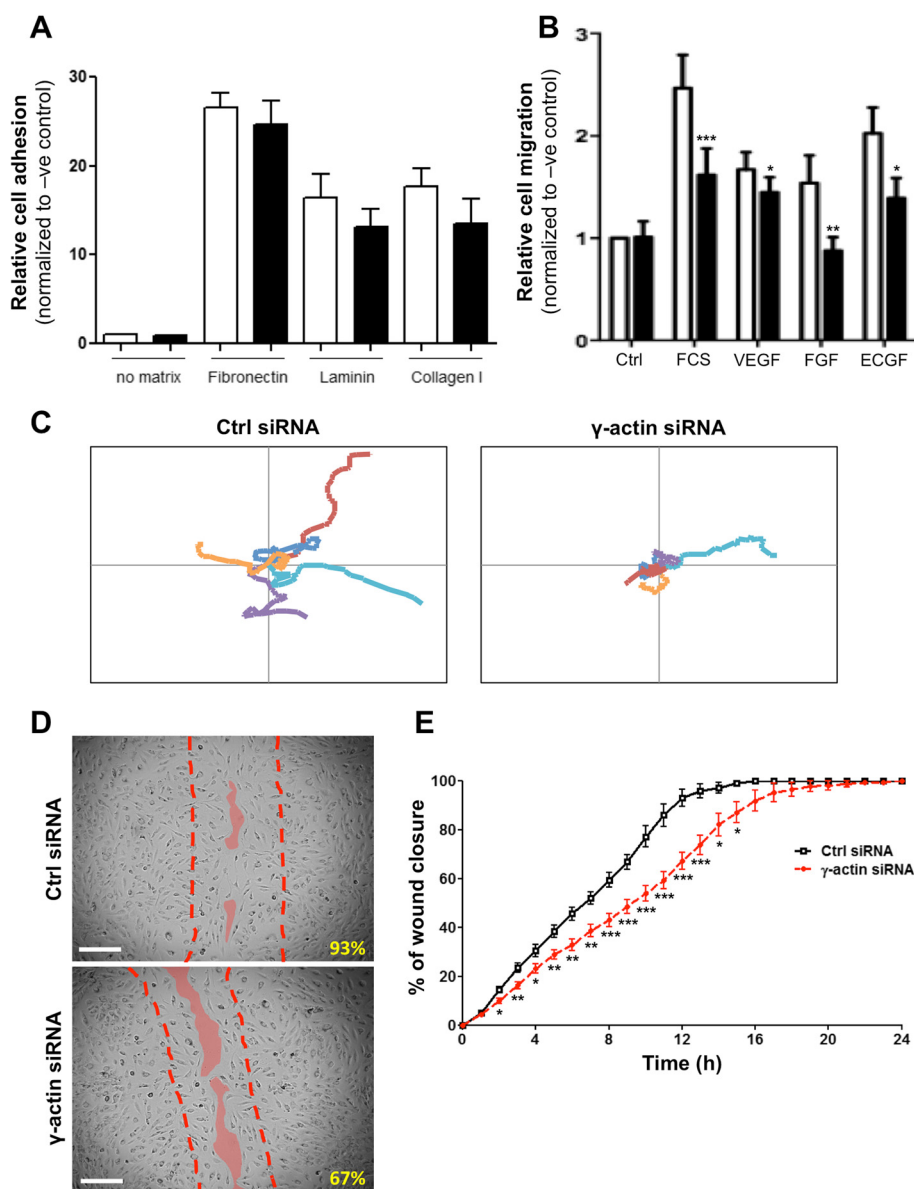 A
Relative cell adhesion
(normalized to –ve control)
30
20
10
0
no matrix
Fibronectin
Laminin
Collagen I
B
Relative cell migration
(normalized to –ve control)
3
2
1
0
***
*
**
*
Ctrl
FCS
VEGF
FGF
ECGF
C
Ctrl siRNA
γ-actin siRNA
D
Ctrl siRNA
93%
γ-actin siRNA
67%
E
% of wound closure
100
80
60
40
20
0
Ctrl siRNA
γ-actin siRNA
*
**
*
**
**
**
***
***
***
***
***
***
*
*
0
4
8
12
16
20
24
Time (h)